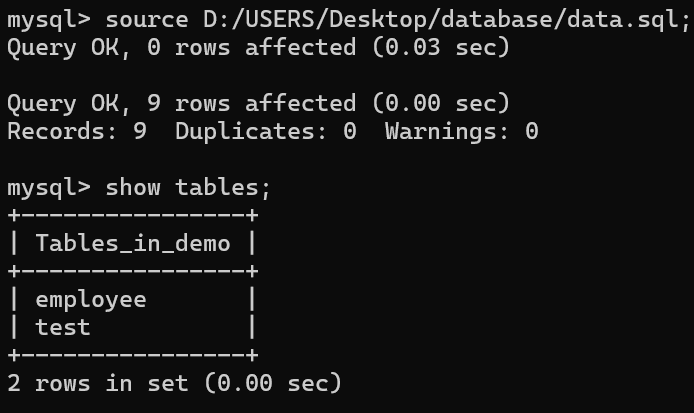 mysql> source D:/USERS/Desktop/database/data.sql;
Query OK, 0 rows affected (0.03 sec)

Query OK, 9 rows affected (0.00 sec)
Records: 9  Duplicates: 0  Warnings: 0

mysql> show tables;
+----------------+
| Tables_in_demo |
+----------------+
| employee       |
| test           |
+----------------+
2 rows in set (0.00 sec)